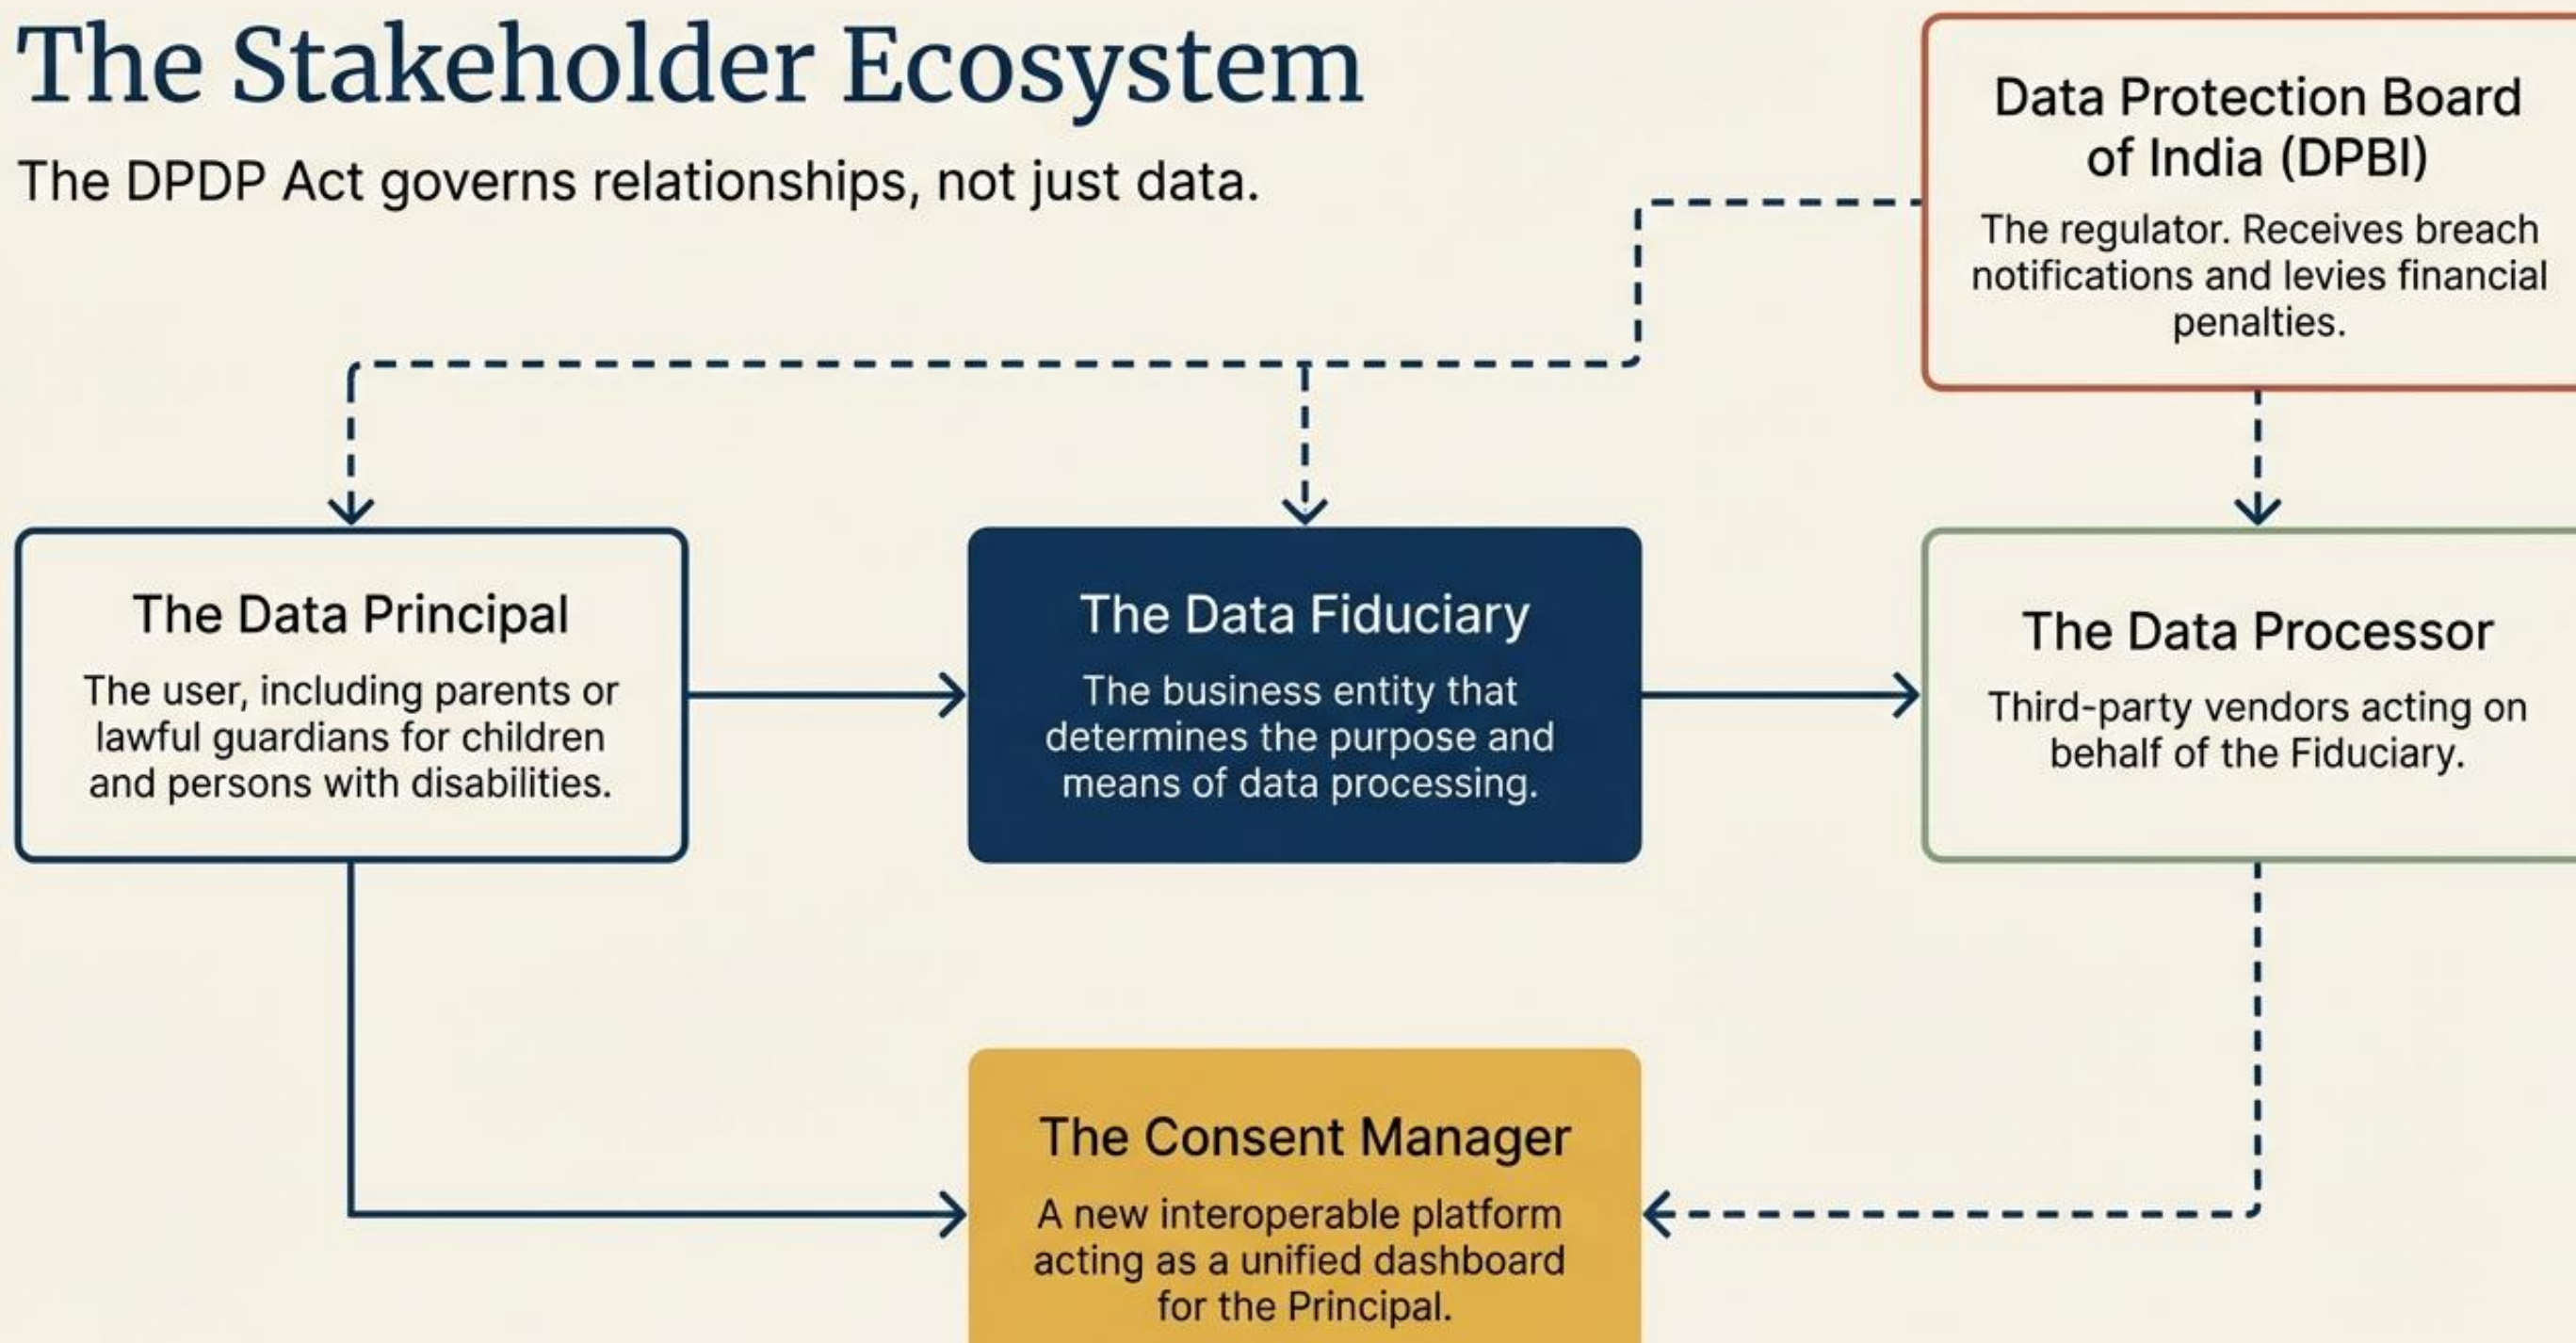 The Stakeholder Ecosystem
The DPDP Act governs relationships, not just data.
Data Protection Board
of India (DPBI)
The regulator. Receives breach
notifications and levies financial
penalties.
The Data Principal
The user, including parents or
lawful guardians for children
and persons with disabilities.
The Data Fiduciary
The business entity that
determines the purpose and
means of data processing.
The Data Processor
Third-party vendors acting on
behalf of the Fiduciary.
The Consent Manager
A new interoperable platform
acting as a unified dashboard
for the Principal.